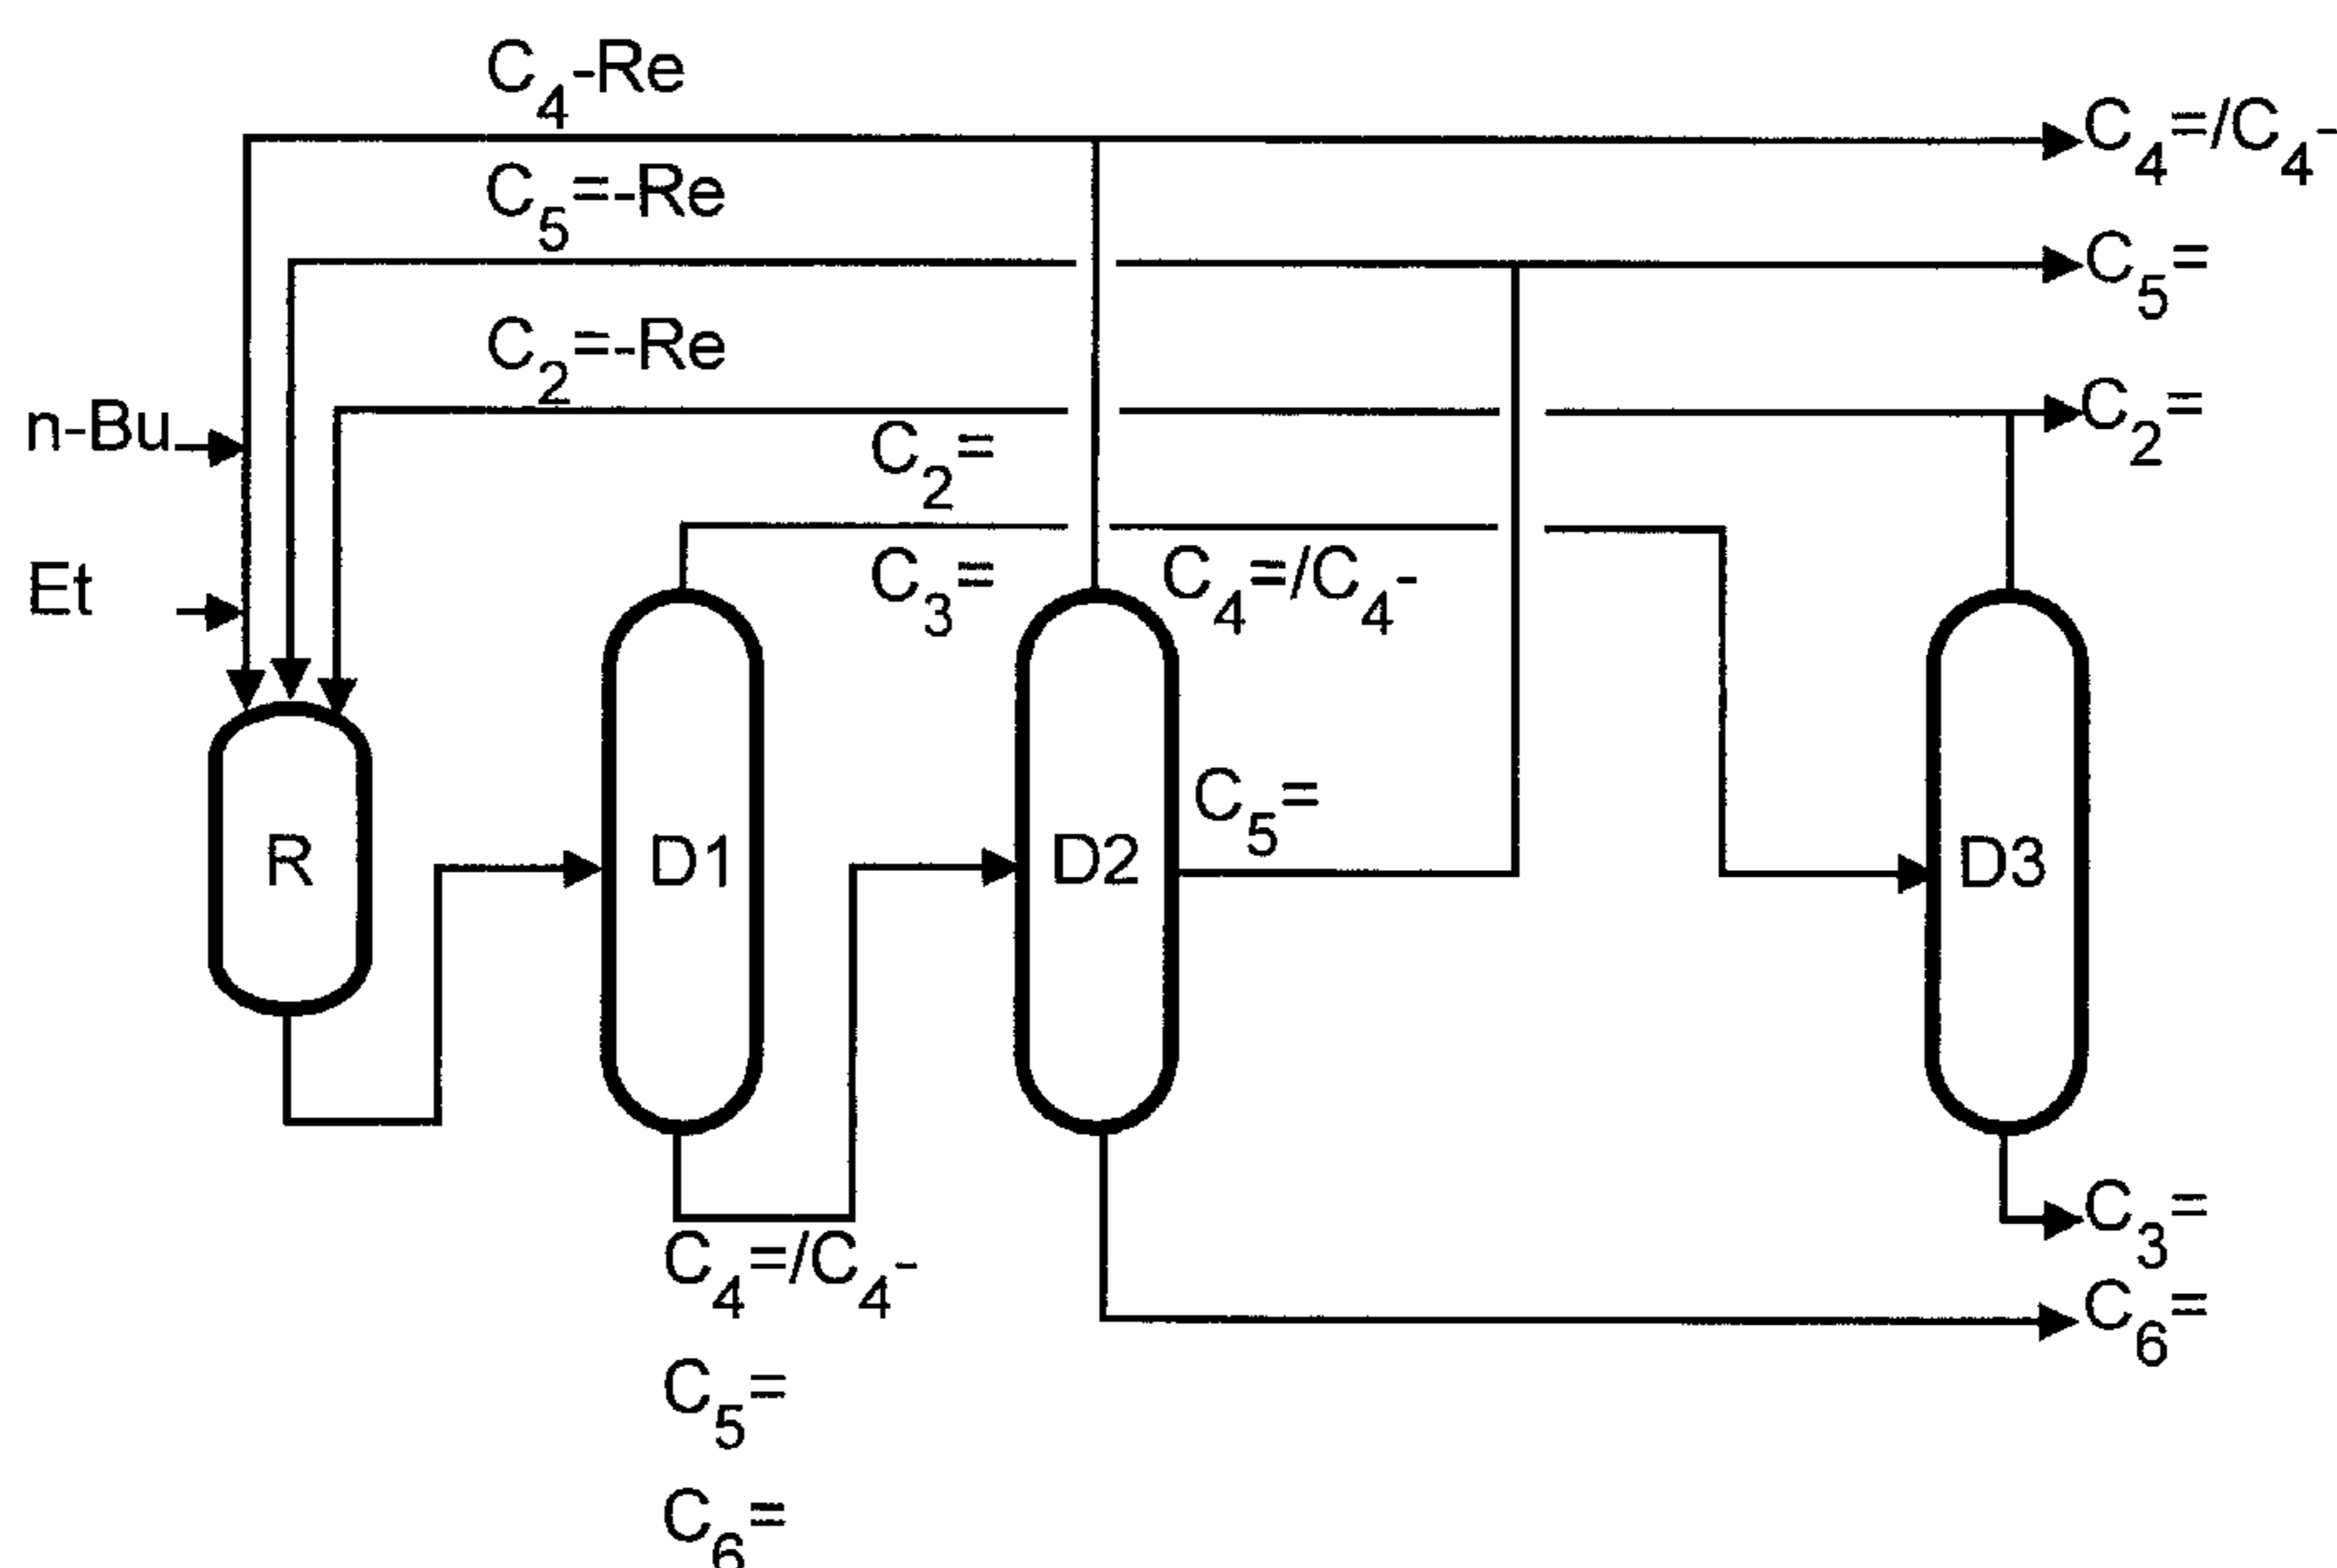 C4-Re
C4=/C4-
C5=-Re
C5=
C2=-Re
C2=
n-Bu
C2=
Et
C3=
C4=/C4-
C5=
R
D1
D2
D3
C3=
C4=/C4-
C6=
C5=
C6=